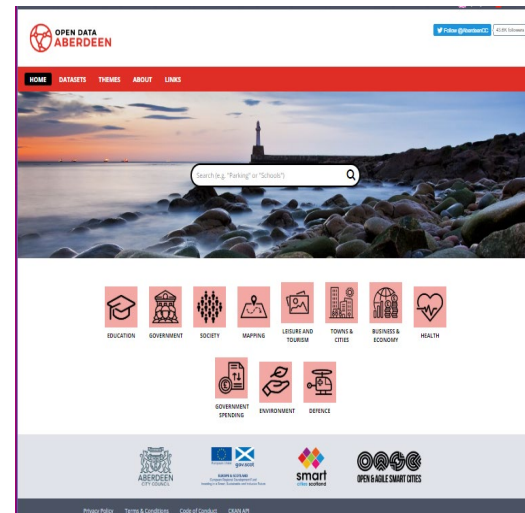 OPEN DATA
ABERDEEN
Follow @AberdeenCC
HOME DATASETS THEMES ABOUT LINKS
Search (e.g. "Parking" or "Schools")
EDUCATION GOVERNMENT SOCIETY MAPPING LEISURE AND TOURISM TOWNS & CITIES BUSINESS & ECONOMY HEALTH
GOVERNMENT SPENDING ENVIRONMENT DEFENCE
ABERDEEN
CITY COUNCIL
gov.scot
smart
cities scotland
OPEN & AGILE SMART CITIES
Privacy Policy Terms & Conditions Code of Conduct CKAN API